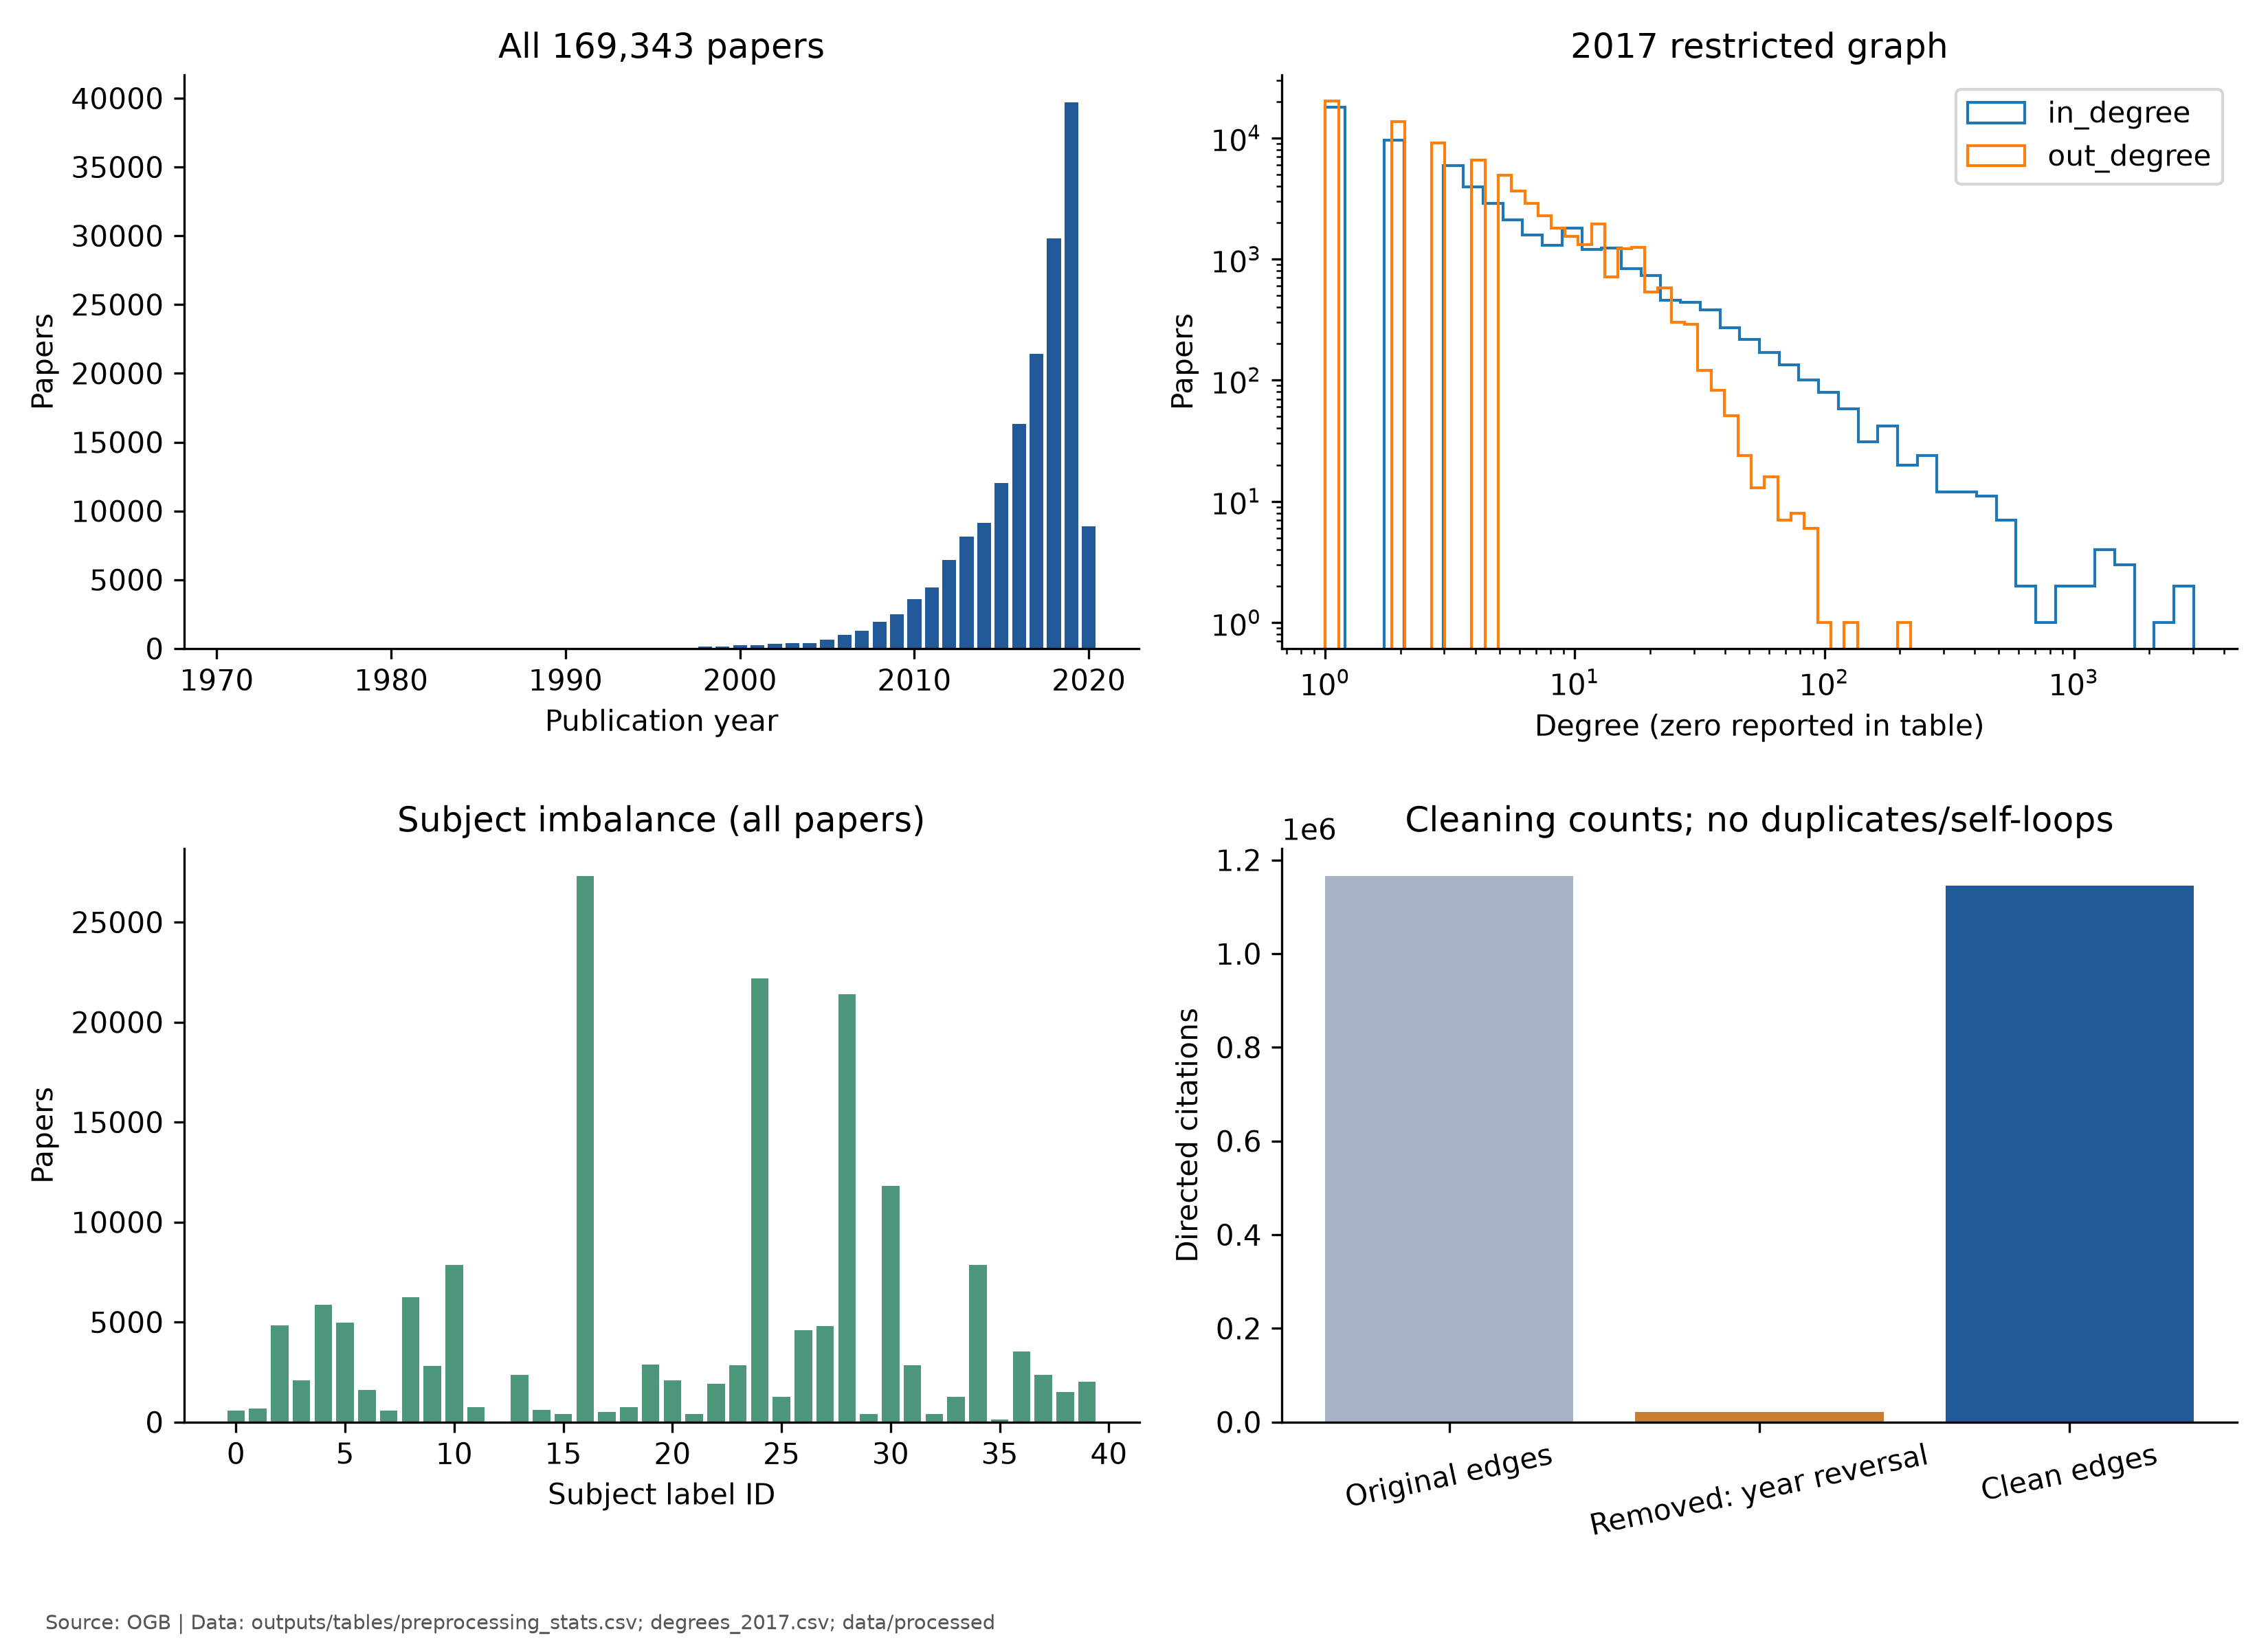 All 169,343 papers
40000
35000
30000
25000
20000
15000
10000
5000
0
Papers
1970 1980 1990 2000 2010 2020
Publication year
2017 restricted graph
in_degree
out_degree
10⁴
10³
10²
10¹
10⁰
Papers
10⁰ 10¹ 10² 10³
Degree (zero reported in table)
Subject imbalance (all papers)
25000
20000
15000
10000
5000
0
Papers
0 5 10 15 20 25 30 35 40
Subject label ID
Cleaning counts; no duplicates/self-loops
1e6
1.2
1.0
0.8
0.6
0.4
0.2
0.0
Directed citations
Original edges
Removed: year reversal
Clean edges
Source: OGB | Data: outputs/tables/preprocessing_stats.csv; degrees_2017.csv; data/processed